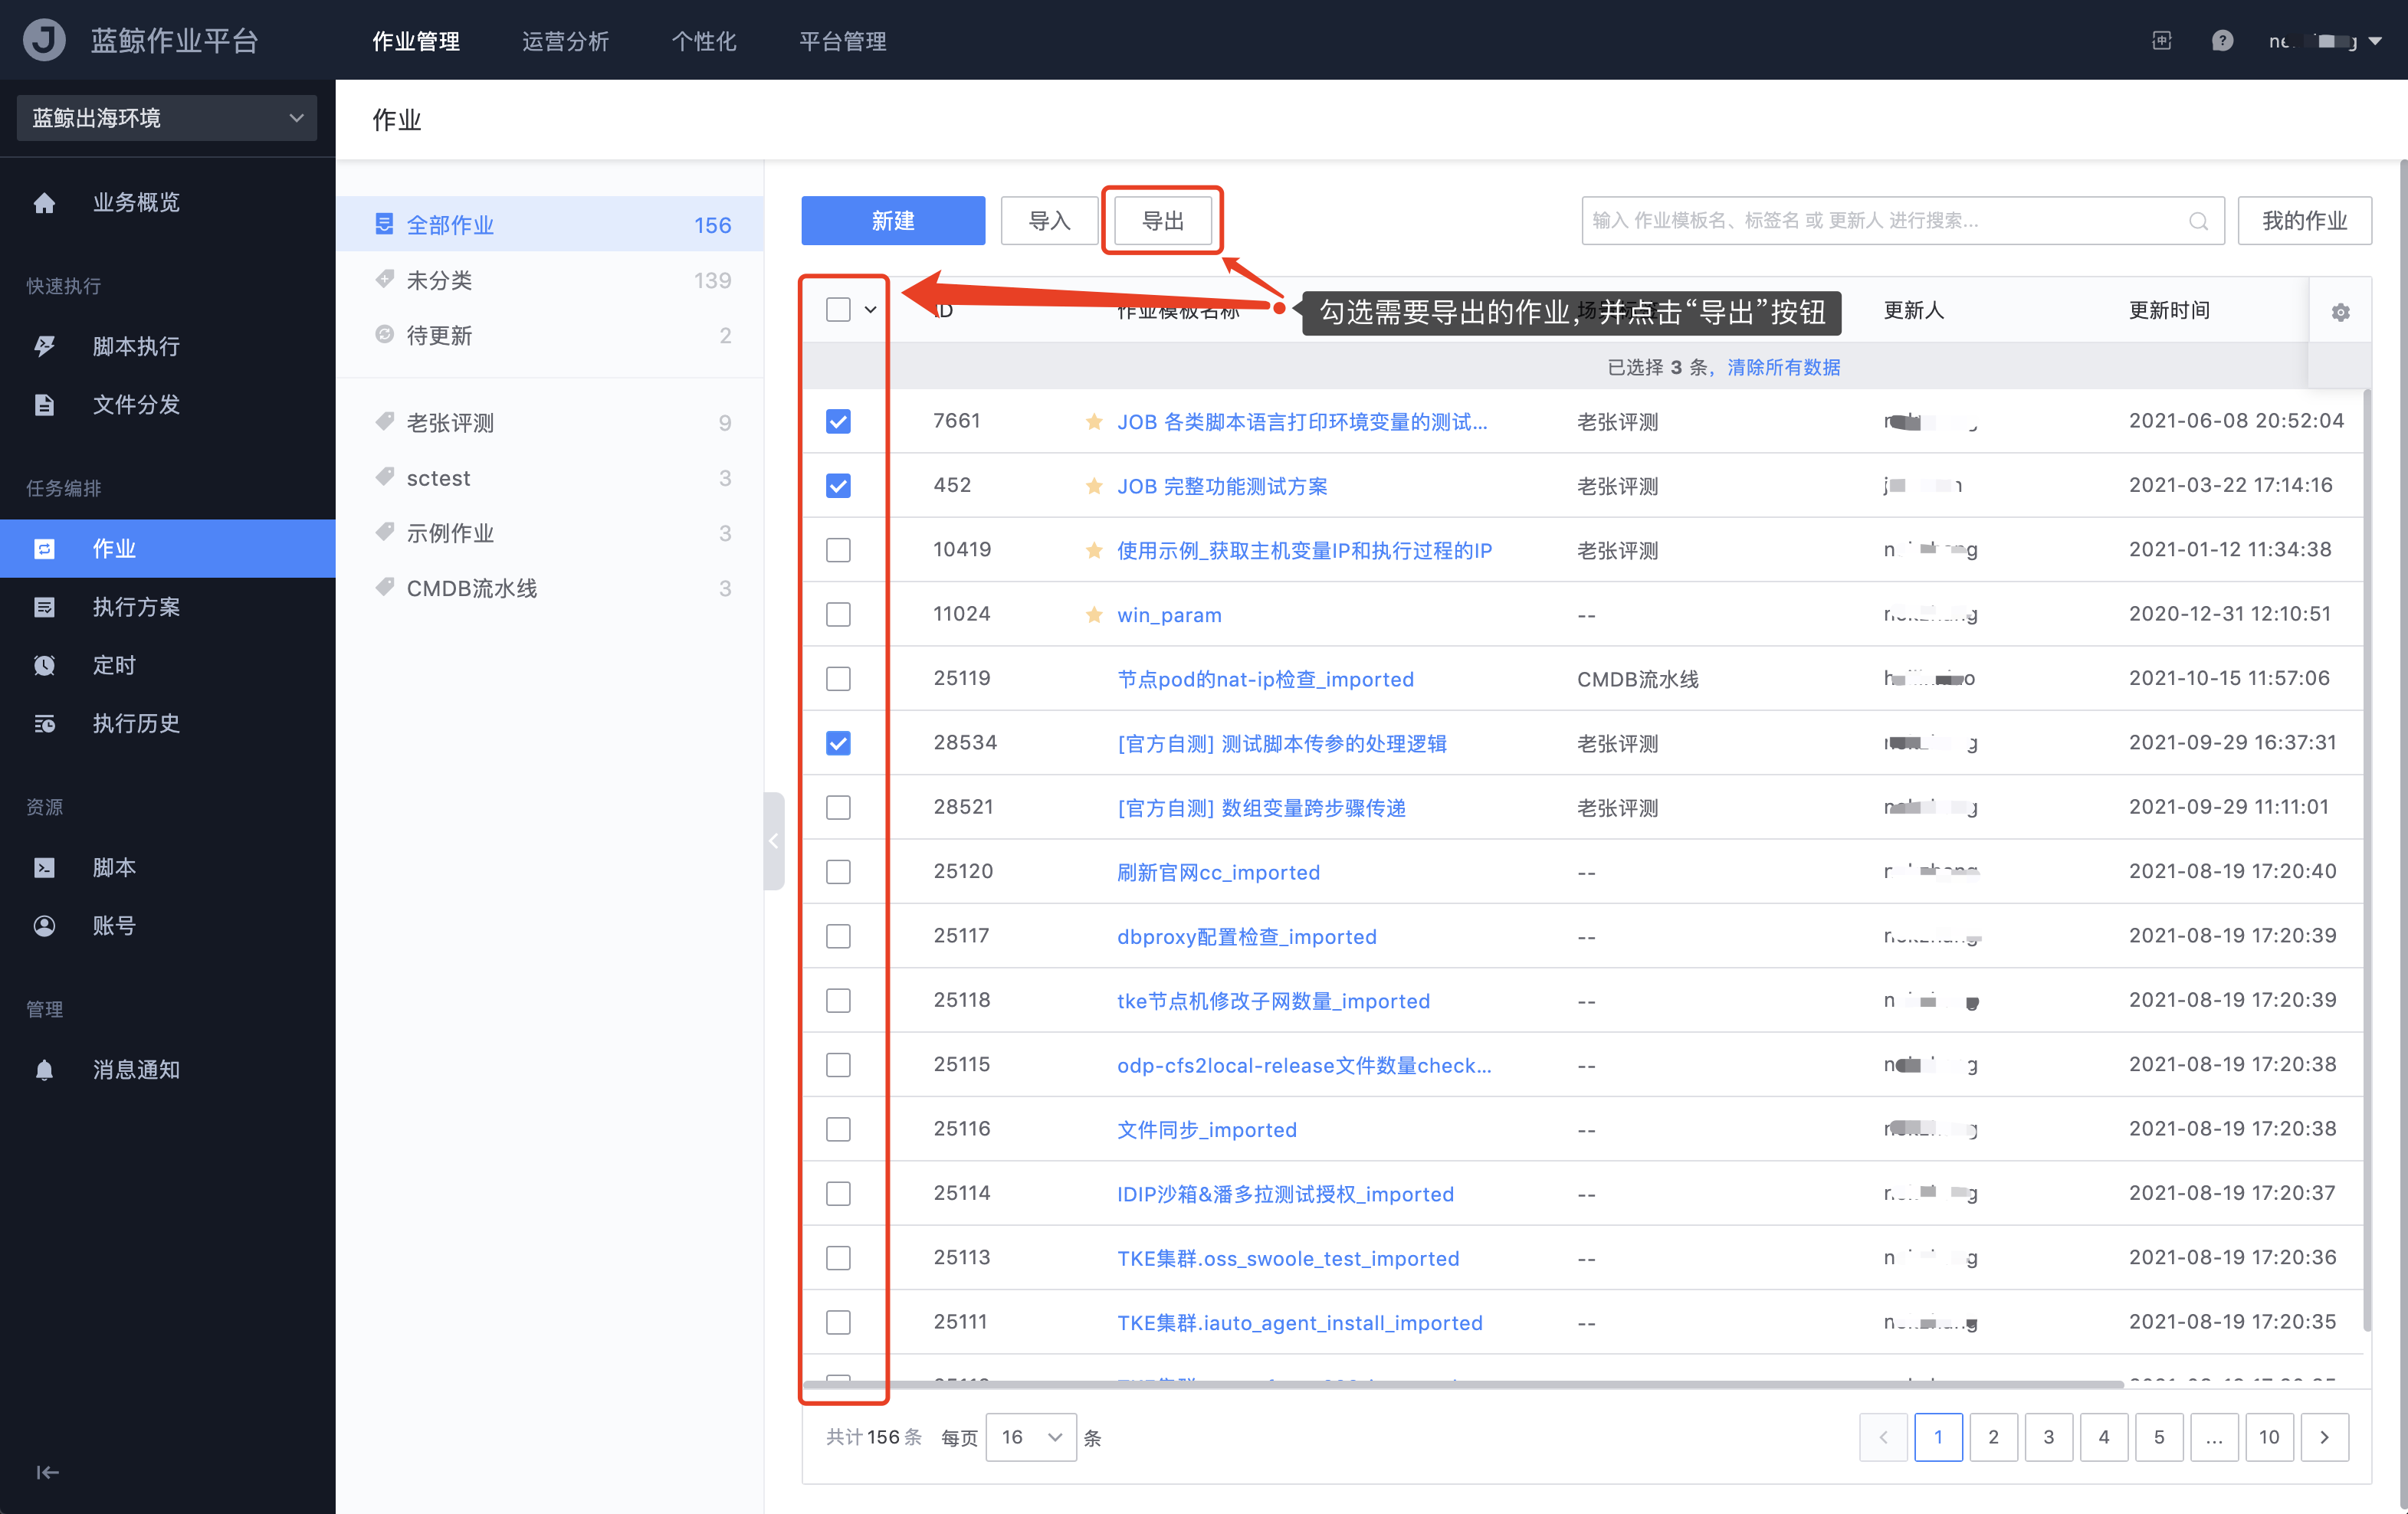 蓝鲸作业平台
作业管理
运营分析
个性化
平台管理
蓝鲸出海环境
业务概览
快速执行
脚本执行
文件分发
任务编排
作业
执行方案
定时
执行历史
资源
脚本
账号
管理
消息通知
作业
全部作业 156
未分类 139
待更新 2
老张评测 9
sctest 3
示例作业 3
CMDB流水线 3
新建
导入
导出
输入 作业模板名、标签名 或 更新人 进行搜索...
我的作业
作业模板名称
更新人
更新时间
勾选需要导出的作业，并点击“导出”按钮
已选择 3 条，清除所有数据
7661 JOB 各类脚本语言打印环境变量的测试... 老张评测 2021-06-08 20:52:04
452 JOB 完整功能测试方案 老张评测 2021-03-22 17:14:16
10419 使用示例_获取主机变量IP和执行过程的IP 老张评测 2021-01-12 11:34:38
11024 win_param -- 2020-12-31 12:10:51
25119 节点pod的nat-ip检查_imported CMDB流水线 2021-10-15 11:57:06
28534 [官方自测] 测试脚本传参的处理逻辑 老张评测 2021-09-29 16:37:31
28521 [官方自测] 数组变量跨步骤传递 老张评测 2021-09-29 11:11:01
25120 刷新官网cc_imported -- 2021-08-19 17:20:40
25117 dbproxy配置检查_imported -- 2021-08-19 17:20:39
25118 tke节点机修改子网数量_imported -- 2021-08-19 17:20:39
25115 odp-cfs2local-release文件数量check... -- 2021-08-19 17:20:38
25116 文件同步_imported -- 2021-08-19 17:20:38
25114 IDIP沙箱&潘多拉测试授权_imported -- 2021-08-19 17:20:37
25113 TKE集群.oss_swoole_test_imported -- 2021-08-19 17:20:36
25111 TKE集群.iauto_agent_install_imported -- 2021-08-19 17:20:35
共计 156 条 每页 16 条
1 2 3 4 5 ... 10